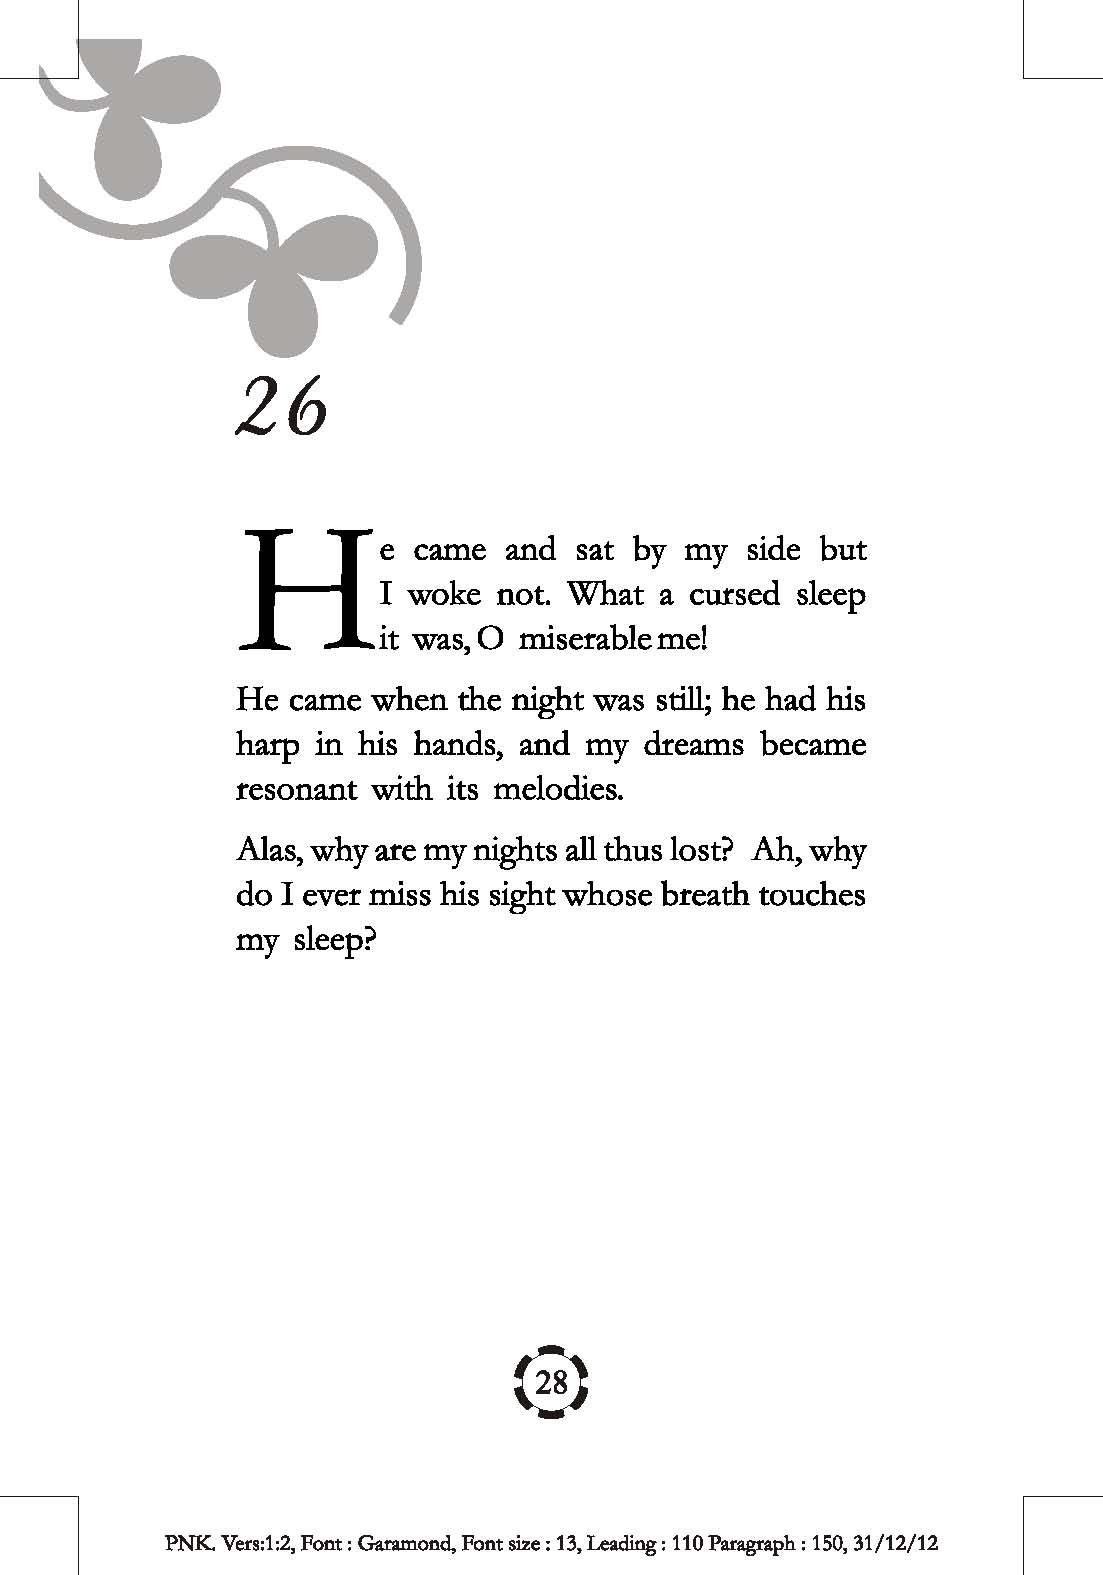 26
He came and sat by my side but
I woke not. What a cursed sleep
it was, O miserable me!
He came when the night was still; he had his
harp in his hands, and my dreams became
resonant with its melodies.
Alas, why are my nights all thus lost? Ah, why
do I ever miss his sight whose breath touches
my sleep?
28
PNK. Vers:1:2, Font : Garamond, Font size : 13, Leading : 110 Paragraph : 150, 31/12/12